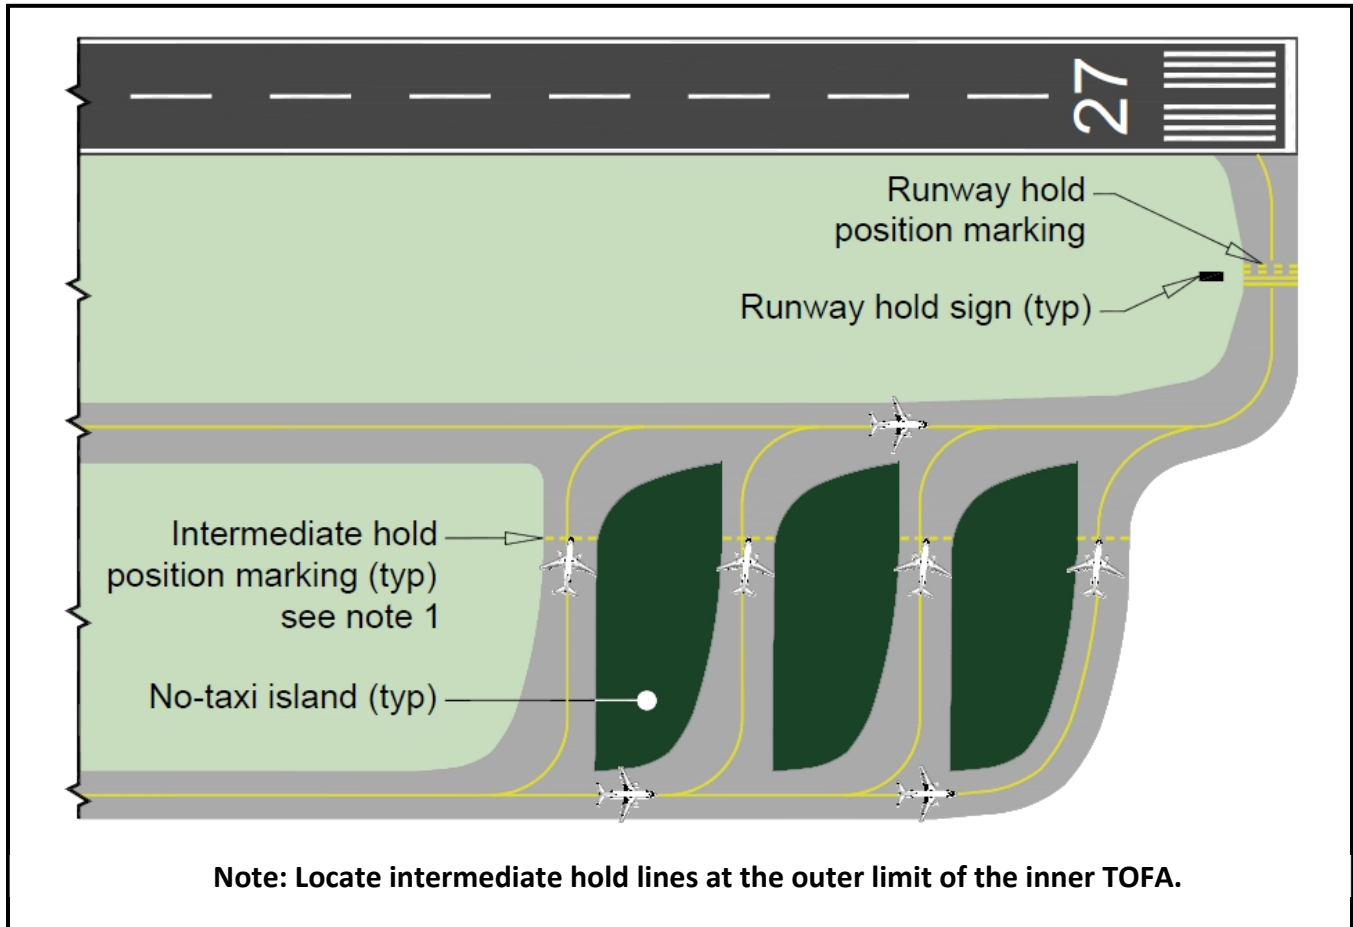 27
Runway hold
position marking
Runway hold sign (typ)
Intermediate hold
position marking (typ)
see note 1
No-taxi island (typ)
Note: Locate intermediate hold lines at the outer limit of the inner TOFA.